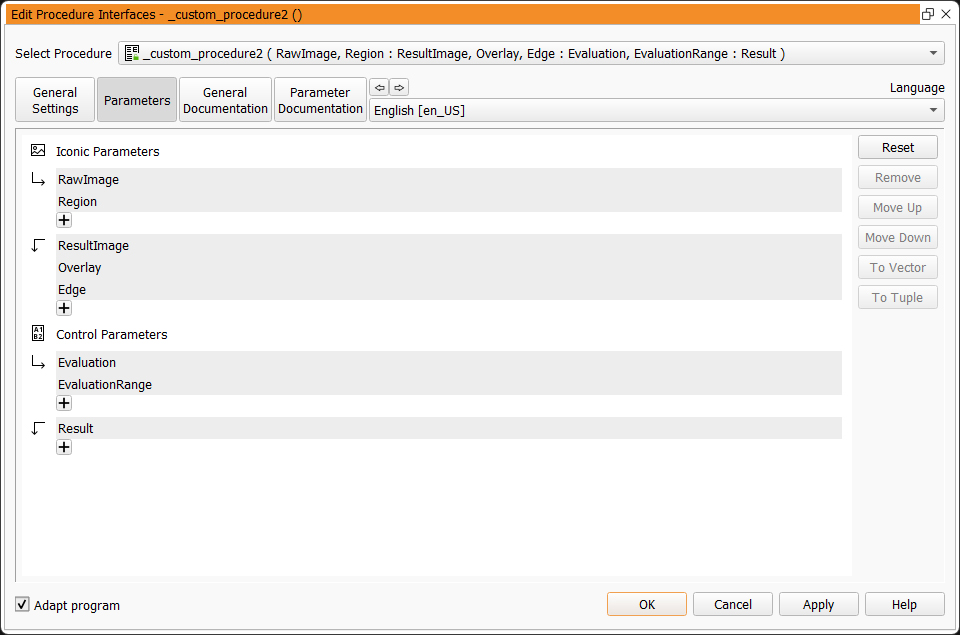 Edit Procedure Interfaces - _custom_procedure2 ()
Select Procedure _custom_procedure2 ( RawImage, Region : ResultImage, Overlay, Edge : Evaluation, EvaluationRange : Result )
General Settings
Parameters
General Documentation
Parameter Documentation
Language
English [en_US]
Iconic Parameters
RawImage
Region
ResultImage
Overlay
Edge
A1
B2
Control Parameters
Evaluation
EvaluationRange
Result
Reset
Remove
Move Up
Move Down
To Vector
To Tuple
Adapt program
OK
Cancel
Apply
Help